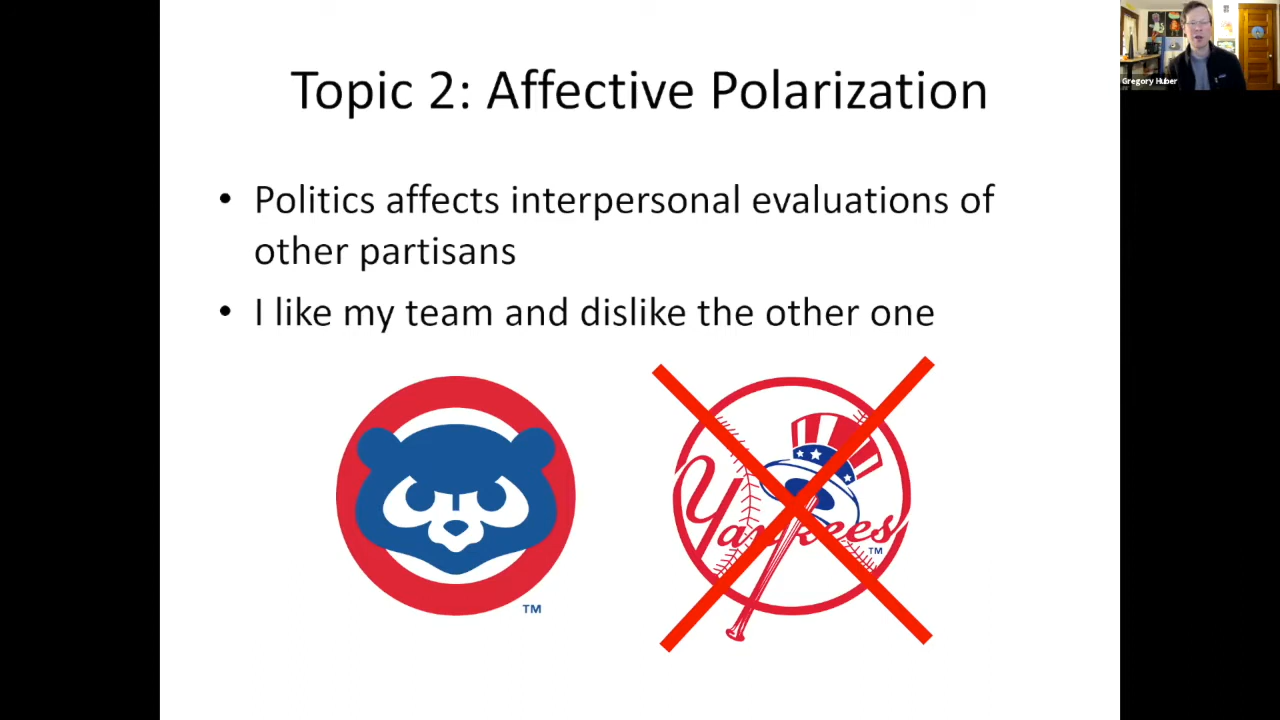 Topic 2: Affective Polarization
• Politics affects interpersonal evaluations of
other partisans
• I like my team and dislike the other one
Yankees
TM
TM
Gregory Huber